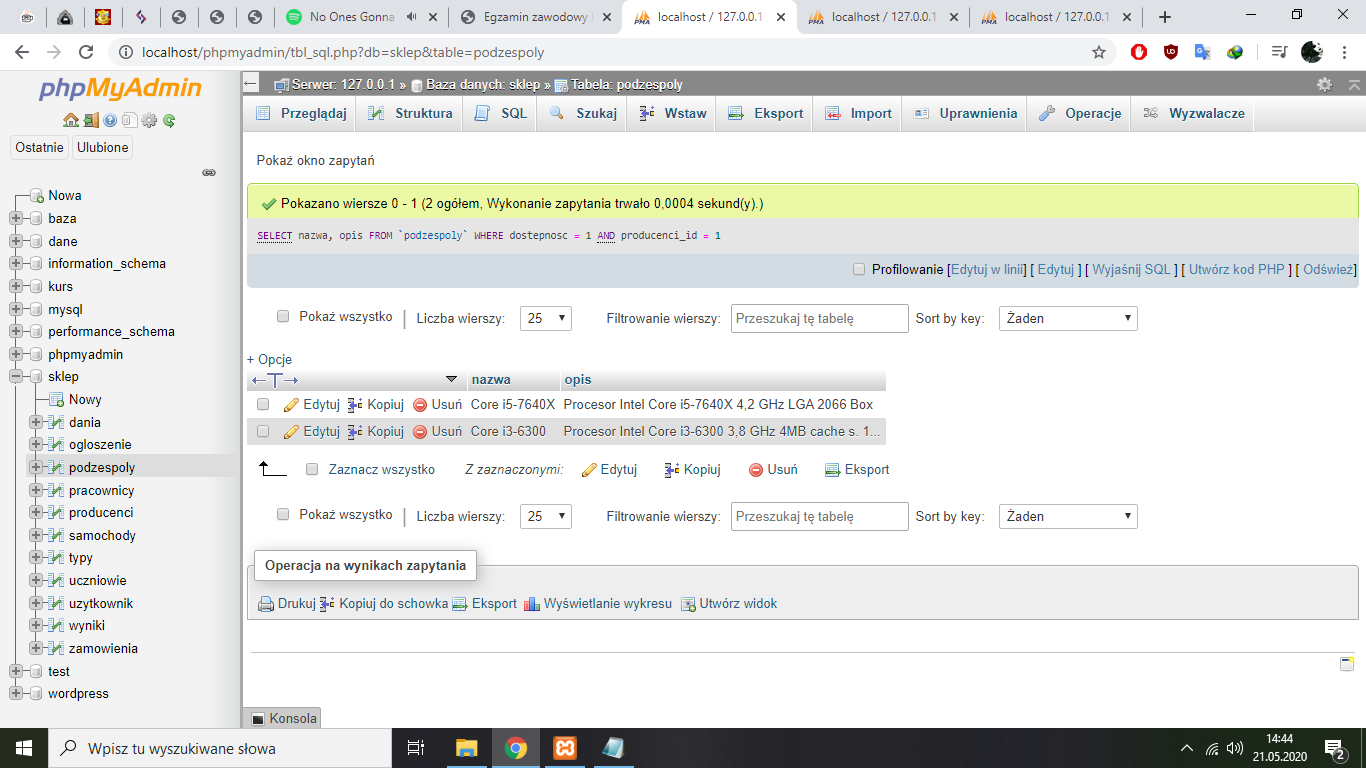 No Ones Gonna
Egzamin zawodowy
localhost / 127.0.0.1
localhost / 127.0.0.1
localhost / 127.0.0.1
localhost/phpmyadmin/tbl_sql.php?db=sklep&table=podzespoly
phpMyAdmin
Ostatnie
Ulubione
Nowa
baza
dane
information_schema
kurs
mysql
performance_schema
phpmyadmin
sklep
Nowy
dania
ogloszenie
podzespoly
pracownicy
producenci
samochody
typy
uczniowie
uzytkownik
wyniki
zamowienia
test
wordpress
Serwer: 127.0.0.1 » Baza danych: sklep » Tabela: podzespoly
Przeglądaj Struktura SQL Szukaj Wstaw Eksport Import Uprawnienia Operacje Wyzwalacze
Pokaż okno zapytań
Pokazano wiersze 0 - 1 (2 ogółem, Wykonanie zapytania trwało 0,0004 sekund(y).)
SELECT nazwa, opis FROM `podzespoly` WHERE dostepnosc = 1 AND producenci_id = 1
Profilowanie [Edytuj w linii] [ Edytuj ] [ Wyjaśnij SQL ] [ Utwórz kod PHP ] [ Odśwież]
Pokaż wszystko | Liczba wierszy: 25 Filtrowanie wierszy: Przeszukaj tę tabelę Sort by key: Żaden
+ Opcje
←T→ nazwa opis
Edytuj Kopiuj Usuń Core i5-7640X Procesor Intel Core i5-7640X 4,2 GHz LGA 2066 Box
Edytuj Kopiuj Usuń Core i3-6300 Procesor Intel Core i3-6300 3,8 GHz 4MB cache s. 1...
Zaznacz wszystko Z zaznaczonymi: Edytuj Kopiuj Usuń Eksport
Pokaż wszystko | Liczba wierszy: 25 Filtrowanie wierszy: Przeszukaj tę tabelę Sort by key: Żaden
Operacja na wynikach zapytania
Drukuj Kopiuj do schowka Eksport Wyświetlanie wykresu Utwórz widok
Konsola
Wpisz tu wyszukiwane słowa
14:44
21.05.2020
2